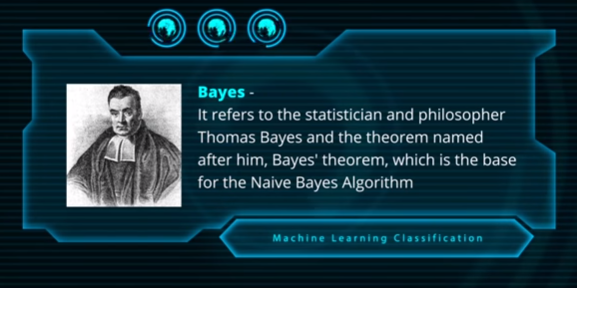 Bayes -
It refers to the statistician and philosopher
Thomas Bayes and the theorem named
after him, Bayes' theorem, which is the base
for the Naive Bayes Algorithm
Machine Learning Classification